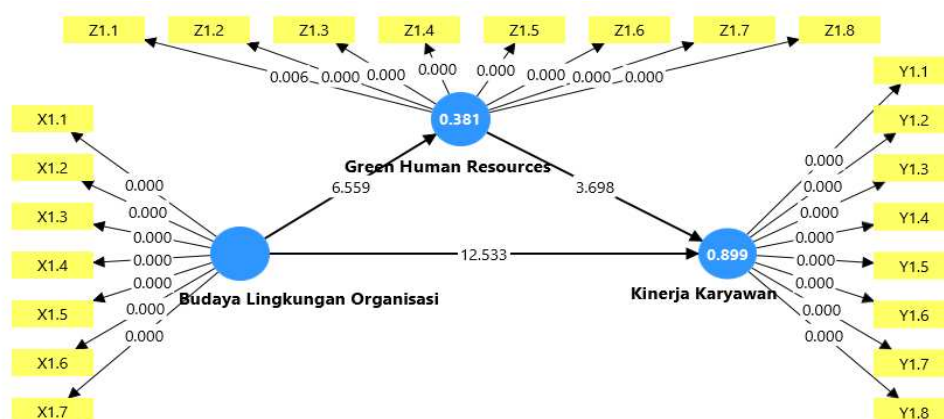 Z1.1 Z1.2 Z1.3 Z1.4 Z1.5 Z1.6 Z1.7 Z1.8
0.006 0.000 0.000 0.000 0.000 0.000 0.000 0.000
0.381
Green Human Resources
6.559
3.698
X1.1
X1.2
X1.3
X1.4
X1.5
X1.6
X1.7
0.000
0.000
0.000
0.000
0.000
0.000
0.000
Budaya Lingkungan Organisasi
12.533
0.899
Kinerja Karyawan
0.000
0.000
0.000
0.000
0.000
0.000
0.000
0.000
Y1.1
Y1.2
Y1.3
Y1.4
Y1.5
Y1.6
Y1.7
Y1.8